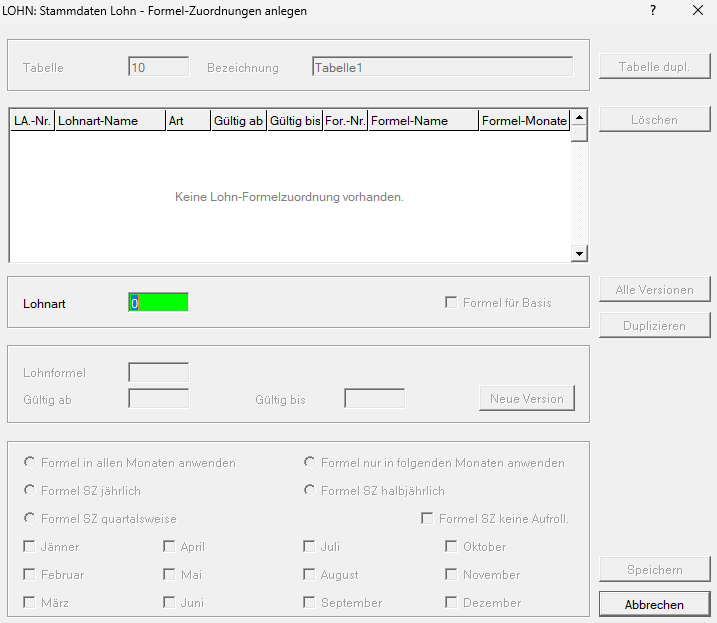 LOHN: Stammdaten Lohn - Formel-Zuordnungen anlegen ?
Tabelle 10 Bezeichnung Tabelle1 Tabelle dupl.
LA.-Nr. Lohnart-Name Art Gültig ab Gültig bis For.-Nr. Formel-Name Formel-Monate Löschen
Keine Lohn-Formelzuordnung vorhanden.
Alle Versionen
Lohnart 0 Formel für Basis
Duplizieren
Lohnformel
Gültig ab Gültig bis Neue Version
Formel in allen Monaten anwenden Formel nur in folgenden Monaten anwenden
Formel SZ jährlich Formel SZ halbjährlich
Formel SZ quartalsweise Formel SZ keine Aufroll.
Jänner April Juli Oktober
Februar Mai August November Speichern
März Juni September Dezember Abbrechen